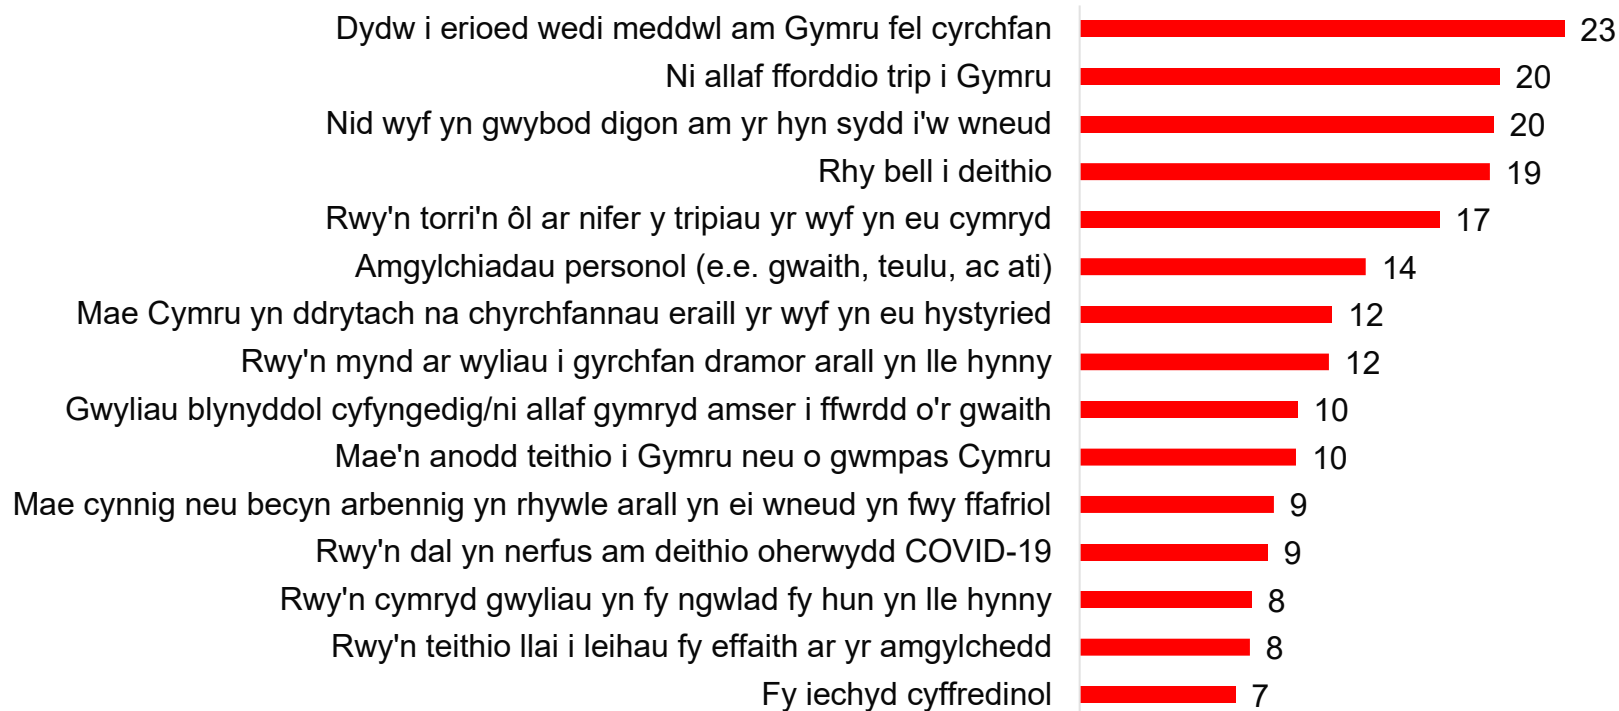 Dydw i erioed wedi meddwl am Gymru fel cyrchfan 23
Ni allaf fforddio trip i Gymru 20
Nid wyf yn gwybod digon am yr hyn sydd i'w wneud 20
Rhy bell i deithio 19
Rwy'n torri'n ôl ar nifer y tripiau yr wyf yn eu cymryd 17
Amgylchiadau personol (e.e. gwaith, teulu, ac ati) 14
Mae Cymru yn ddrytach na chyrchfannau eraill yr wyf yn eu hystyried 12
Rwy'n mynd ar wyliau i gyrchfan dramor arall yn lle hynny 12
Gwyliau blynyddol cyfyngedig/ni allaf gymryd amser i ffwrdd o'r gwaith 10
Mae'n anodd teithio i Gymru neu o gwmpas Cymru 10
Mae cynnig neu becyn arbennig yn rhywle arall yn ei wneud yn fwy ffafriol 9
Rwy'n dal yn nerfus am deithio oherwydd COVID-19 9
Rwy'n cymryd gwyliau yn fy ngwlad fy hun yn lle hynny 8
Rwy'n teithio llai i leihau fy effaith ar yr amgylchedd 8
Fy iechyd cyffredinol 7